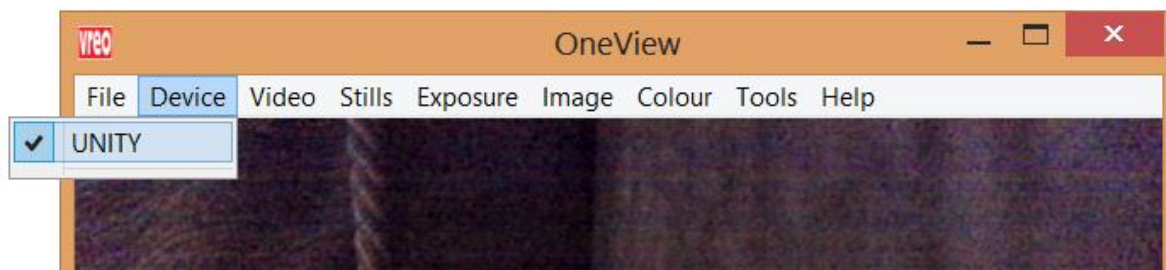 vreo OneView
File Device Video Stills Exposure Image Colour Tools Help
UNITY